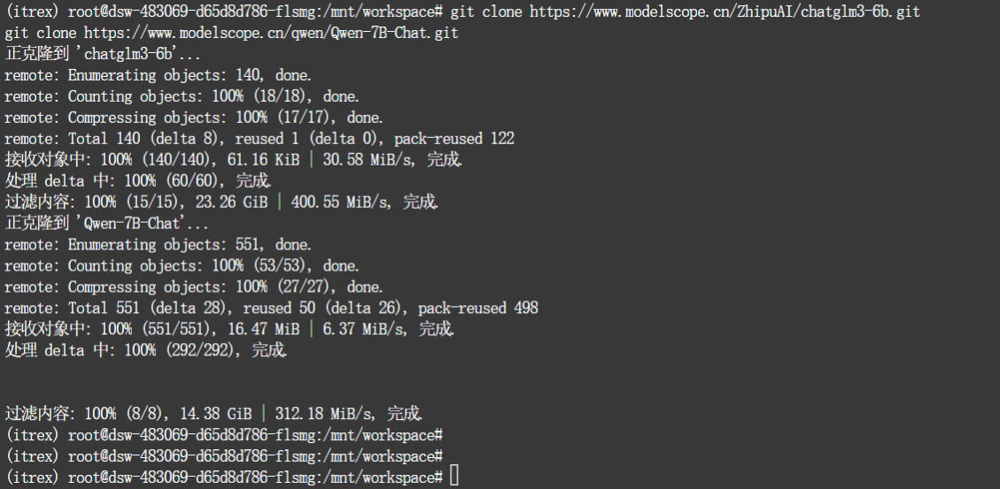 (itrex) root@dsw-483069-d65d8d786-flsmg:/mnt/workspace# git clone https://www.modelscope.cn/ZhipuAI/chatglm3-6b.git
git clone https://www.modelscope.cn/qwen/Qwen-7B-Chat.git
正克隆到 'chatglm3-6b'...
remote: Enumerating objects: 140, done.
remote: Counting objects: 100% (18/18), done.
remote: Compressing objects: 100% (17/17), done.
remote: Total 140 (delta 8), reused 1 (delta 0), pack-reused 122
接收对象中: 100% (140/140), 61.16 KiB | 30.58 MiB/s, 完成.
处理 delta 中: 100% (60/60), 完成.
过滤内容: 100% (15/15), 23.26 GiB | 400.55 MiB/s, 完成.
正克隆到 'Qwen-7B-Chat'...
remote: Enumerating objects: 551, done.
remote: Counting objects: 100% (53/53), done.
remote: Compressing objects: 100% (27/27), done.
remote: Total 551 (delta 28), reused 50 (delta 26), pack-reused 498
接收对象中: 100% (551/551), 16.47 MiB | 6.37 MiB/s, 完成.
处理 delta 中: 100% (292/292), 完成.
过滤内容: 100% (8/8), 14.38 GiB | 312.18 MiB/s, 完成.
(itrex) root@dsw-483069-d65d8d786-flsmg:/mnt/workspace#
(itrex) root@dsw-483069-d65d8d786-flsmg:/mnt/workspace#
(itrex) root@dsw-483069-d65d8d786-flsmg:/mnt/workspace#